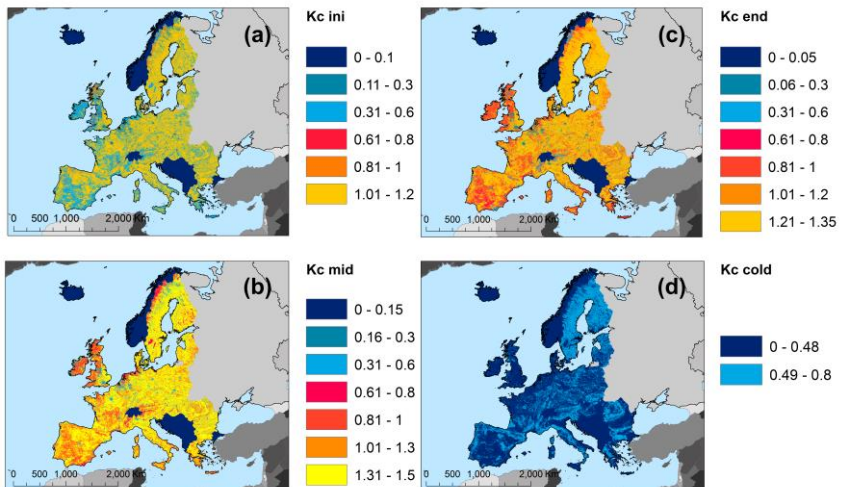 (a)
0 500 1,000 2,000 Km
Kc ini
0 - 0.1
0.11 - 0.3
0.31 - 0.6
0.61 - 0.8
0.81 - 1
1.01 - 1.2
(c)
0 500 1,000 2,000 Km
Kc end
0 - 0.05
0.06 - 0.3
0.31 - 0.6
0.61 - 0.8
0.81 - 1
1.01 - 1.2
1.21 - 1.35
(b)
0 500 1,000 2,000 Km
Kc mid
0 - 0.15
0.16 - 0.3
0.31 - 0.6
0.61 - 0.8
0.81 - 1
1.01 - 1.3
1.31 - 1.5
(d)
0 500 1,000 2,000 Km
Kc cold
0 - 0.48
0.49 - 0.8